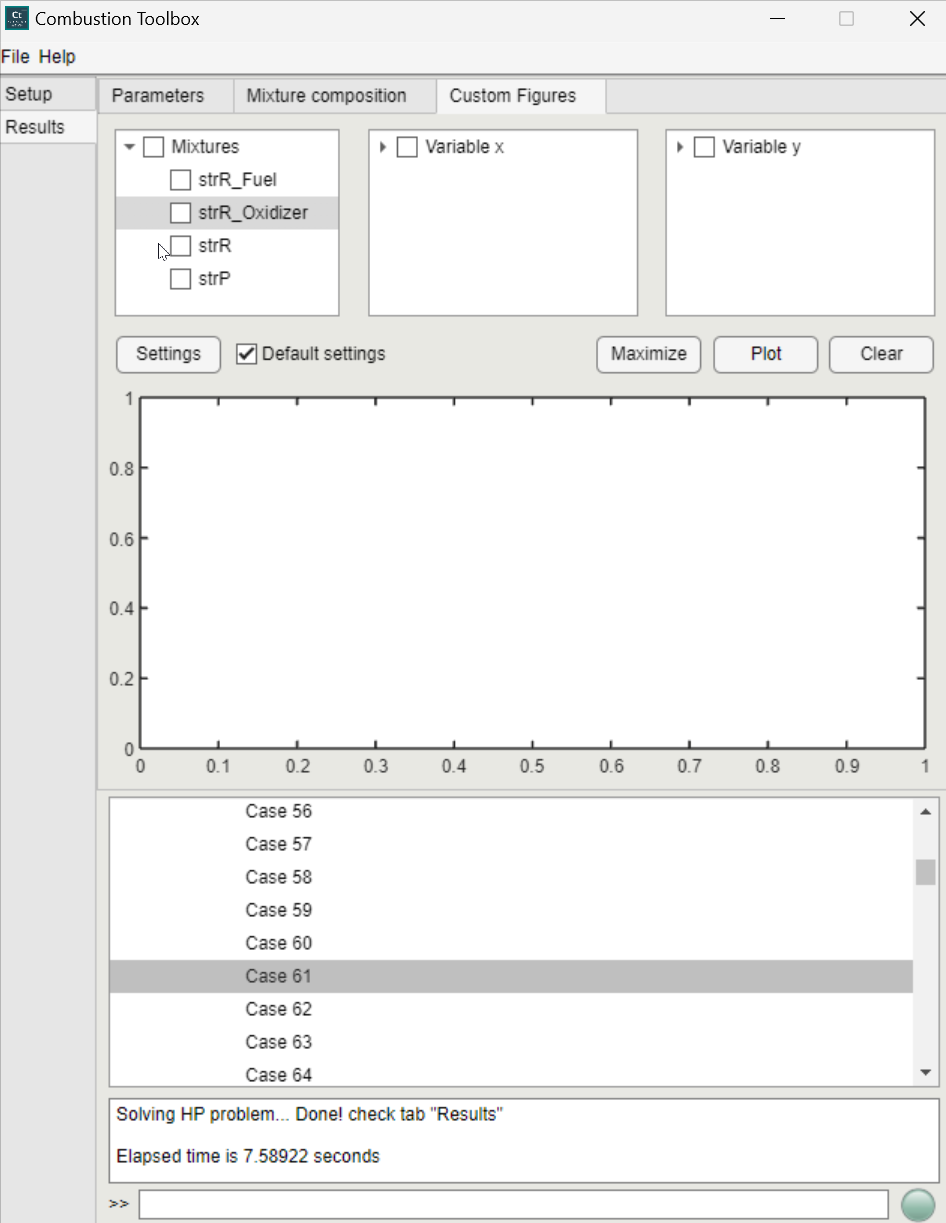 Ct Combustion Toolbox
File Help
Setup
Results
Parameters Mixture composition Custom Figures
Mixtures
strR_Fuel
strR_Oxidizer
strR
strP
Variable x
Variable y
Settings Default settings Maximize Plot Clear
1
0.8
0.6
0.4
0.2
0
0 0.1 0.2 0.3 0.4 0.5 0.6 0.7 0.8 0.9 1
Case 56
Case 57
Case 58
Case 59
Case 60
Case 61
Case 62
Case 63
Case 64
Solving HP problem... Done! check tab "Results"
Elapsed time is 7.58922 seconds
>>